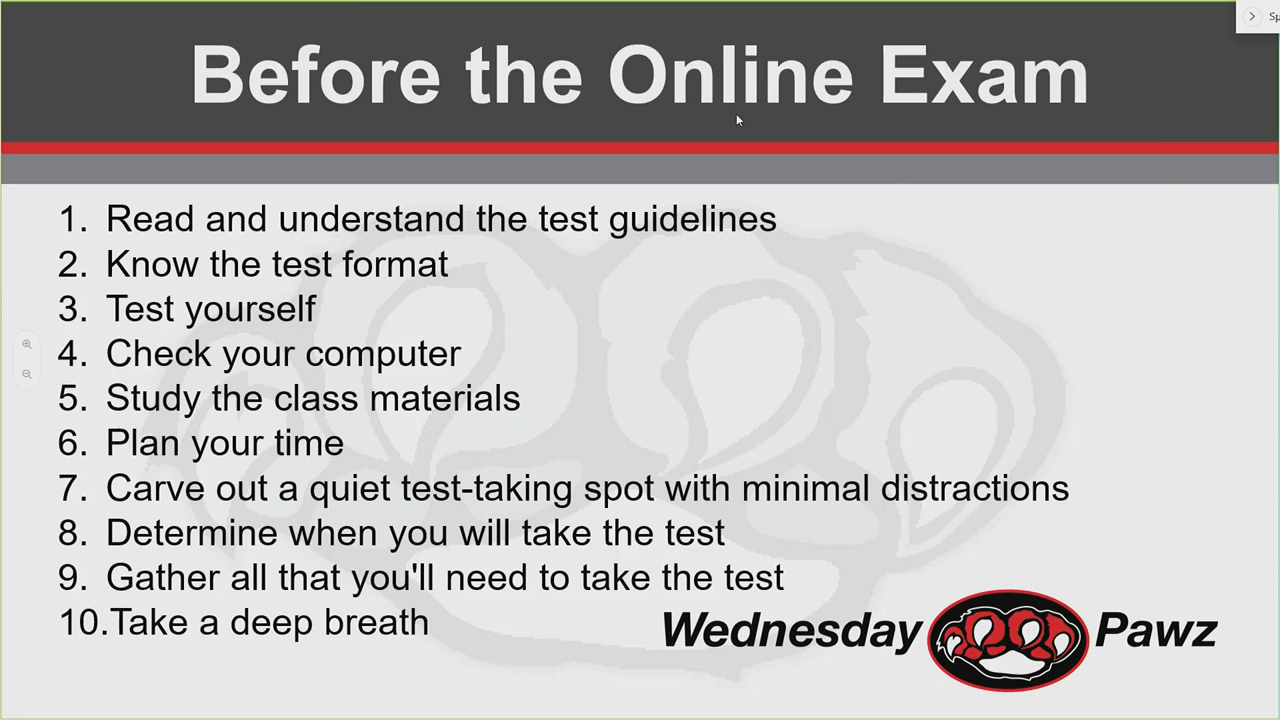 Before the Online Exam
1. Read and understand the test guidelines
2. Know the test format
3. Test yourself
4. Check your computer
5. Study the class materials
6. Plan your time
7. Carve out a quiet test-taking spot with minimal distractions
8. Determine when you will take the test
9. Gather all that you'll need to take the test
10.Take a deep breath
Wednesday Pawz